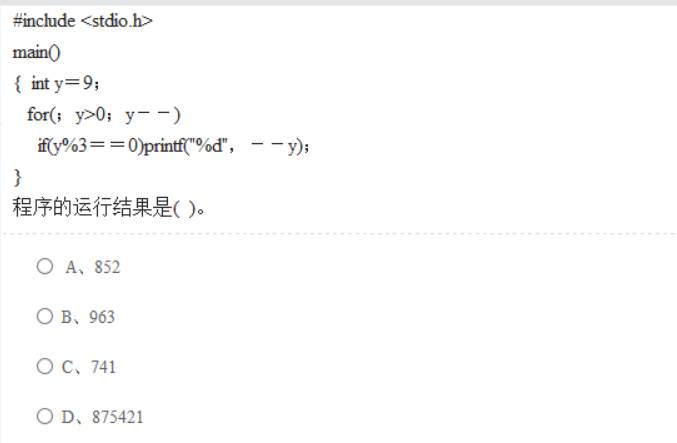 #include <stdio.h>
main()
{ int y＝9；
for(；y>0；y－－)
if(y%3＝＝0)printf("%d"，－－y)；
}
程序的运行结果是( )。
A、852
B、963
C、741
D、875421